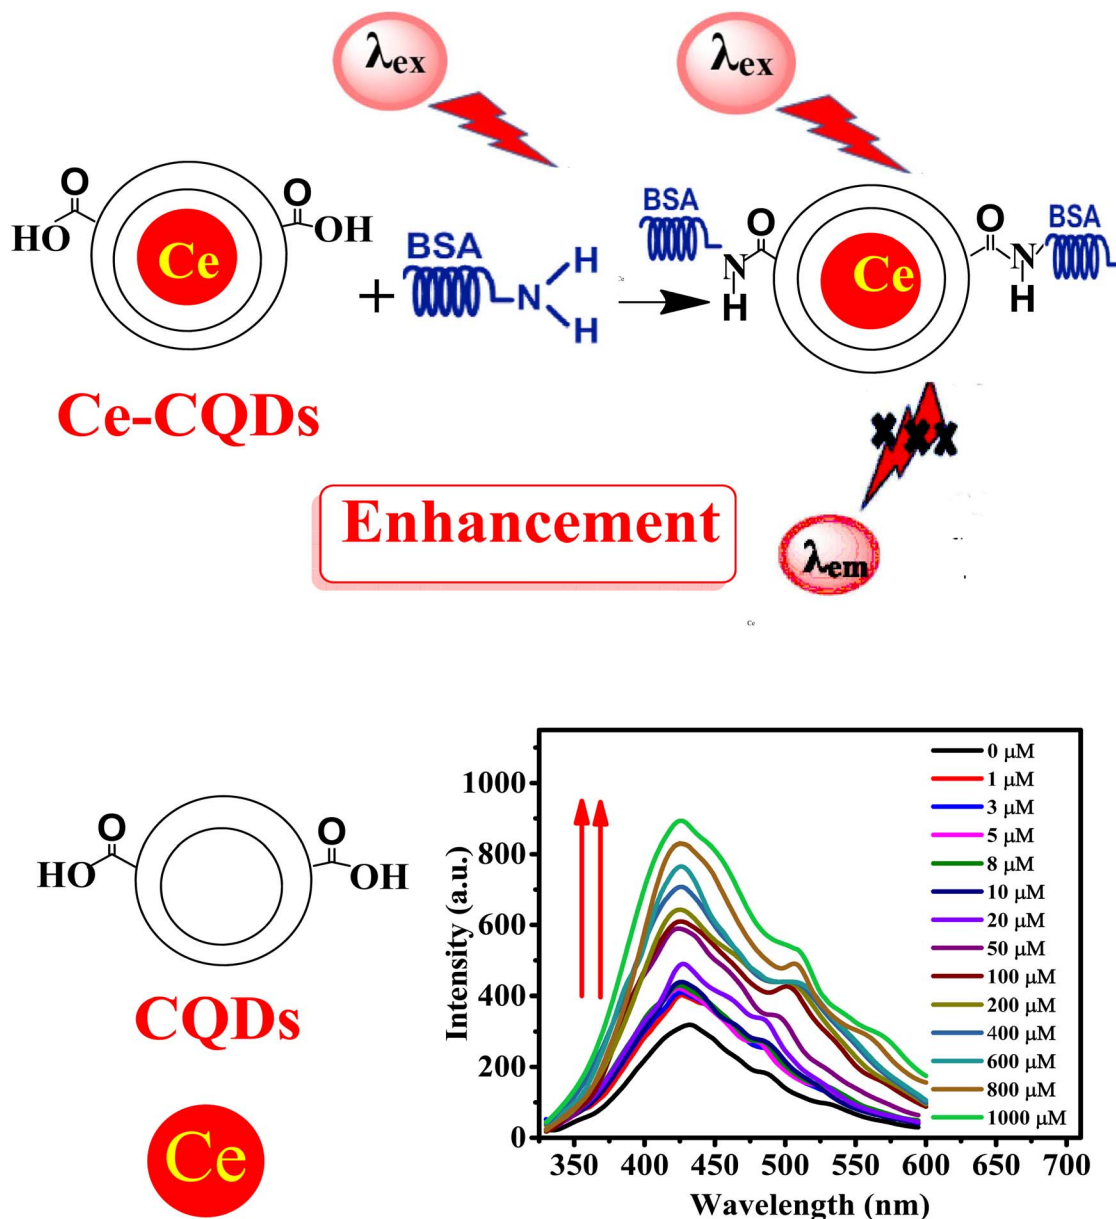 λex
λex
O
HO
O
OH
Ce
+
BSA
N
H
H
Ce
BSA
N
H
O
Ce
O
N
H
BSA
Ce-CQDs
Enhancement
X X X
λem
Ce
O
HO
O
OH
CQDs
Ce
Intensity (a.u.)
1000
800
600
400
200
0
350 400 450 500 550 600 650 700
Wavelength (nm)
0 µM
1 µM
3 µM
5 µM
8 µM
10 µM
20 µM
50 µM
100 µM
200 µM
400 µM
600 µM
800 µM
1000 µM